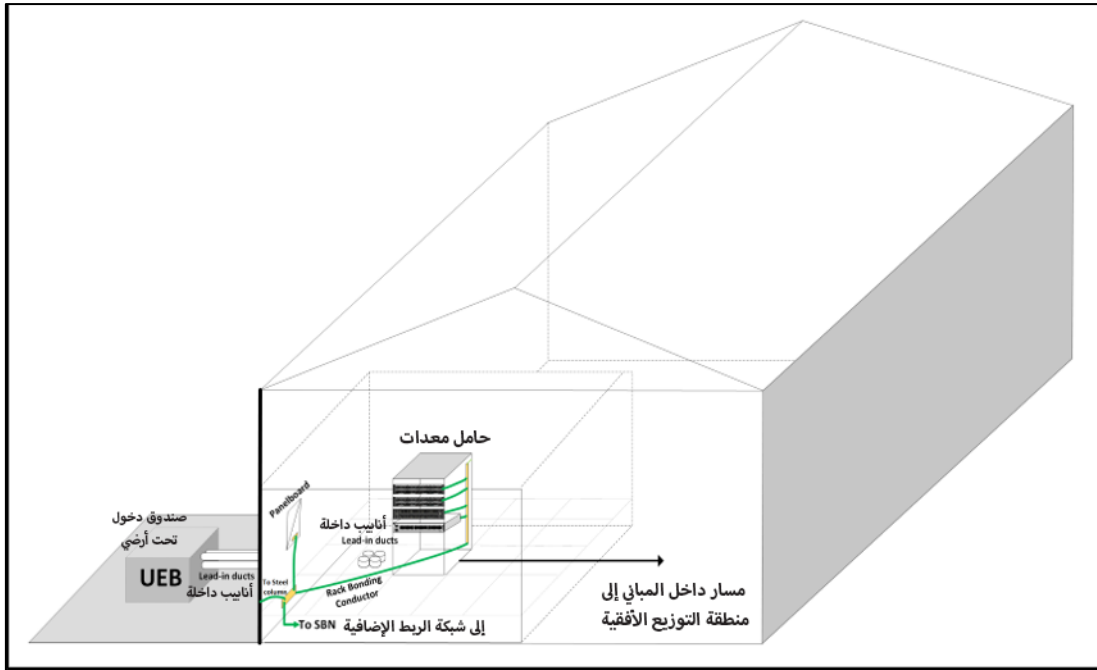 حامل معدات
Panelboard
صندوق دخول
تحت أرضي
UEB
Lead-in ducts
أنابيب داخلة
أنابيب داخلة
Lead-in ducts
To Steel
column
Rack Bonding
Conductor
To SBN
إلى شبكة الربط الإضافية
مسار داخل المباني إلى
منطقة التوزيع الأفقية